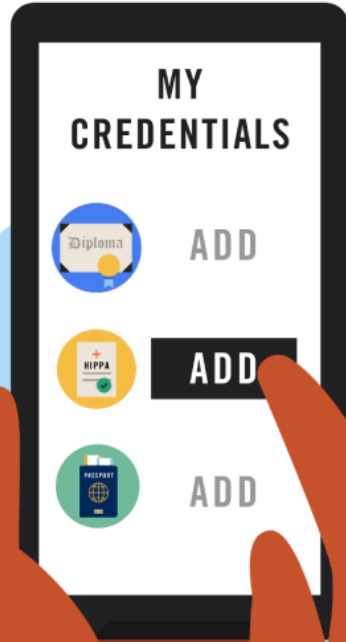 MY
CREDENTIALS
Diploma
ADD
HIPPA
ADD
PASSPORT
ADD